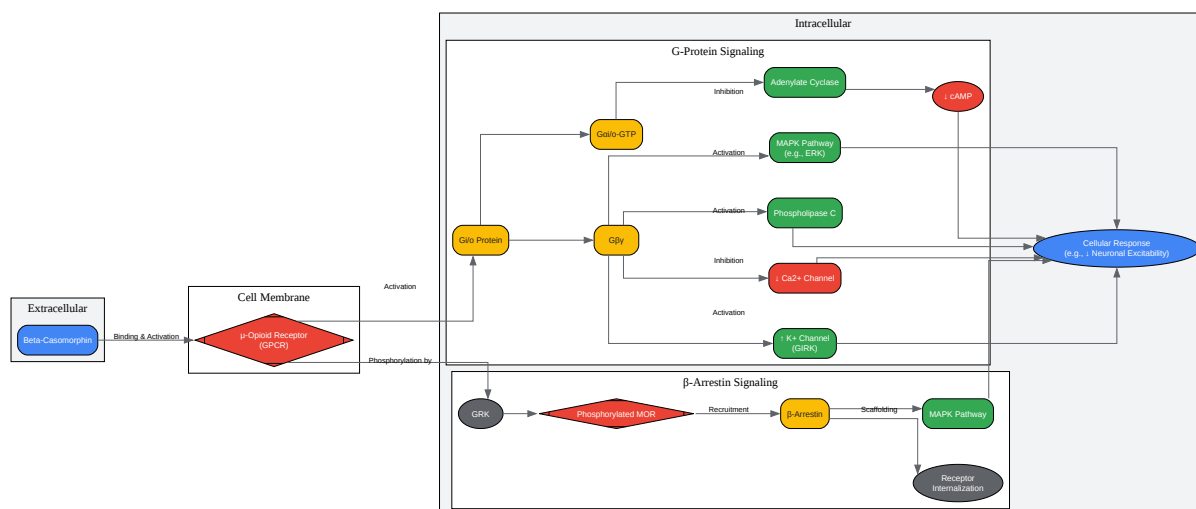 Intracellular
G-Protein Signaling
Adenylate Cyclase
Inhibition
↓ cAMP
Gαi/o-GTP
MAPK Pathway
(e.g., ERK)
Activation
Phospholipase C
Activation
Gi/o Protein
Gβγ
Cellular Response
(e.g., ↓ Neuronal Excitability)
Inhibition
↓ Ca2+ Channel
Activation
Activation
↑ K+ Channel
(GIRK)
Extracellular
Beta-Casomorphin
Binding & Activation
Cell Membrane
μ-Opioid Receptor
(GPCR)
Phosphorylation by
β-Arrestin Signaling
GRK
Phosphorylated MOR
Recruitment
β-Arrestin
Scaffolding
MAPK Pathway
Receptor
Internalization